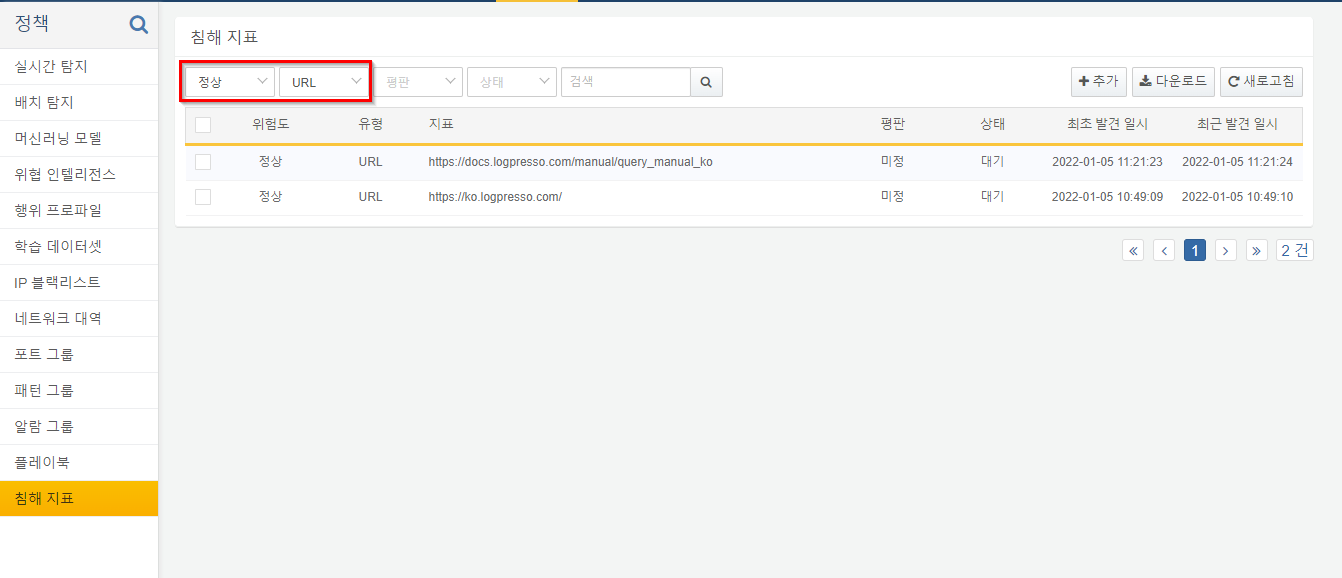 정책
실시간 탐지
배치 탐지
머신러닝 모델
위협 인텔리전스
행위 프로파일
학습 데이터셋
IP 블랙리스트
네트워크 대역
포트 그룹
패턴 그룹
알람 그룹
플레이북
침해 지표
침해 지표
정상 URL 평판 상태 검색 추가 다운로드 새로고침
위험도 유형 지표 평판 상태 최초 발견 일시 최근 발견 일시
정상 URL https://docs.logpresso.com/manual/query_manual_ko 미정 대기 2022-01-05 11:21:23 2022-01-05 11:21:24
정상 URL https://ko.logpresso.com/ 미정 대기 2022-01-05 10:49:09 2022-01-05 10:49:10
« ‹ 1 › » 2 건